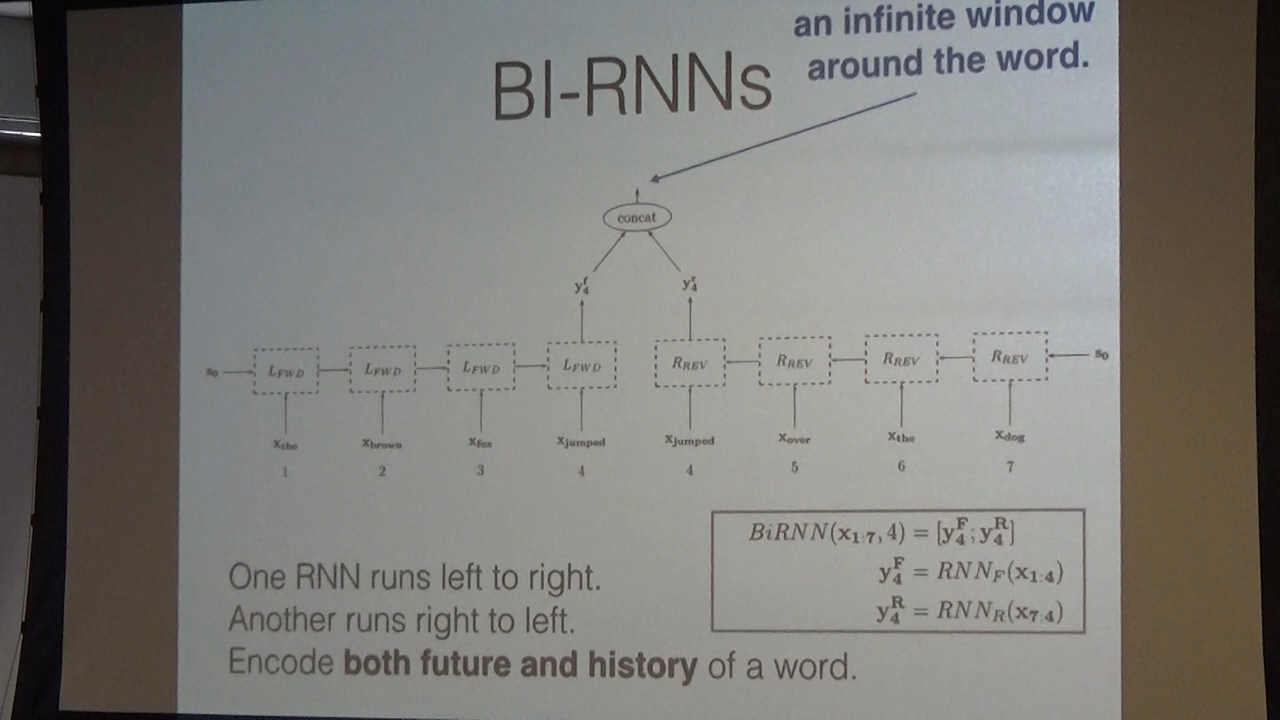 an infinite window
around the word.
BI-RNNs
concat
y₄ᶠ y₄ʳ
s₀ L_FWD L_FWD L_FWD L_FWD R_REV R_REV R_REV R_REV s₀
x_the x_brown x_fox x_jumped x_jumped x_over x_the x_dog
1 2 3 4 4 5 6 7
BiRNN(x₁:₇, 4) = [y₄ᶠ; y₄ᴿ]
y₄ᶠ = RNN_F(x₁:₄)
y₄ᴿ = RNN_R(x₇:₄)
One RNN runs left to right.
Another runs right to left.
Encode both future and history of a word.